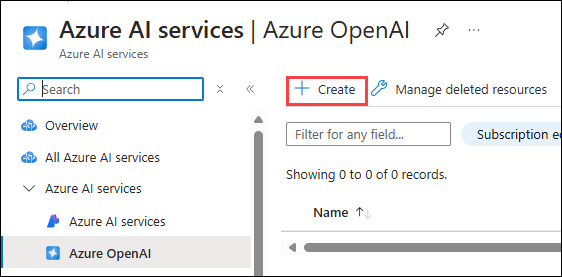 Azure AI services | Azure OpenAI
Azure AI services
Search
Create
Manage deleted resources
Overview
Filter for any field...
Subscription e
All Azure AI services
Showing 0 to 0 of 0 records.
Azure AI services
Name
Azure AI services
Azure OpenAI